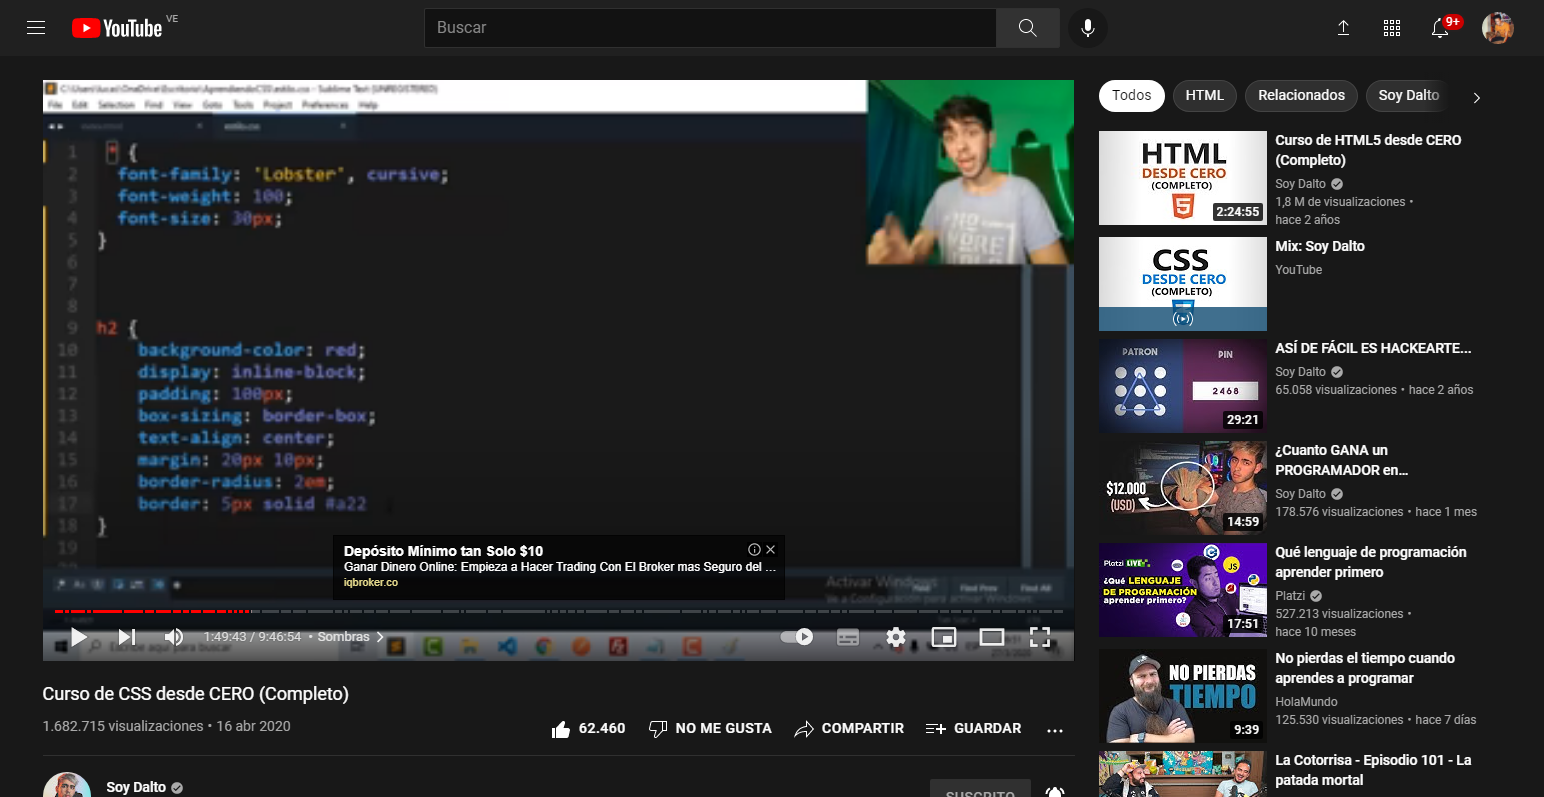 YouTube VE
Buscar
9+
C:\Users\lucas\OneDrive\Escritorio\AprendiendoCSS\estilo.css - Sublime Text (UNREGISTERED)
File Edit Selection Find View Goto Tools Project Preferences Help
estilo.css
1 * {
2 font-family: 'Lobster', cursive;
3 font-weight: 100;
4 font-size: 30px;
5 }
6
7
8
9 h2 {
10 background-color: red;
11 display: inline-block;
12 padding: 100px;
13 box-sizing: border-box;
14 text-align: center;
15 margin: 20px 10px;
16 border-radius: 2em;
17 border: 5px solid #a22
18 }
19
Depósito Mínimo tan Solo $10
Ganar Dinero Online: Empieza a Hacer Trading Con El Broker mas Seguro del ...
iqbroker.co
Activar Windows
Ve a Configuración para activar Windows.
Find Find Prev Find All
1:49:43 / 9:46:54 • Sombras
Escribe aquí para buscar
Curso de CSS desde CERO (Completo)
1.682.715 visualizaciones • 16 abr 2020
62.460 NO ME GUSTA COMPARTIR GUARDAR
Soy Dalto
SUSCRITO
Todos HTML Relacionados Soy Dalto
HTML
DESDE CERO
(COMPLETO)
2:24:55
Curso de HTML5 desde CERO
(Completo)
Soy Dalto
1,8 M de visualizaciones •
hace 2 años
CSS
DESDE CERO
(COMPLETO)
Mix: Soy Dalto
YouTube
PATRON PIN
2468
29:21
ASÍ DE FÁCIL ES HACKEARTE...
Soy Dalto
65.058 visualizaciones • hace 2 años
$12.000
(USD)
14:59
¿Cuanto GANA un
PROGRAMADOR en…
Soy Dalto
178.576 visualizaciones • hace 1 mes
Platzi LIVE
¿Qué LENGUAJE
DE PROGRAMACIÓN
aprender primero?
JS
17:51
Qué lenguaje de programación
aprender primero
Platzi
527.213 visualizaciones •
hace 10 meses
NO PIERDAS
TIEMPO
9:39
No pierdas el tiempo cuando
aprendes a programar
HolaMundo
125.530 visualizaciones • hace 7 días
La Cotorrisa - Episodio 101 - La
patada mortal